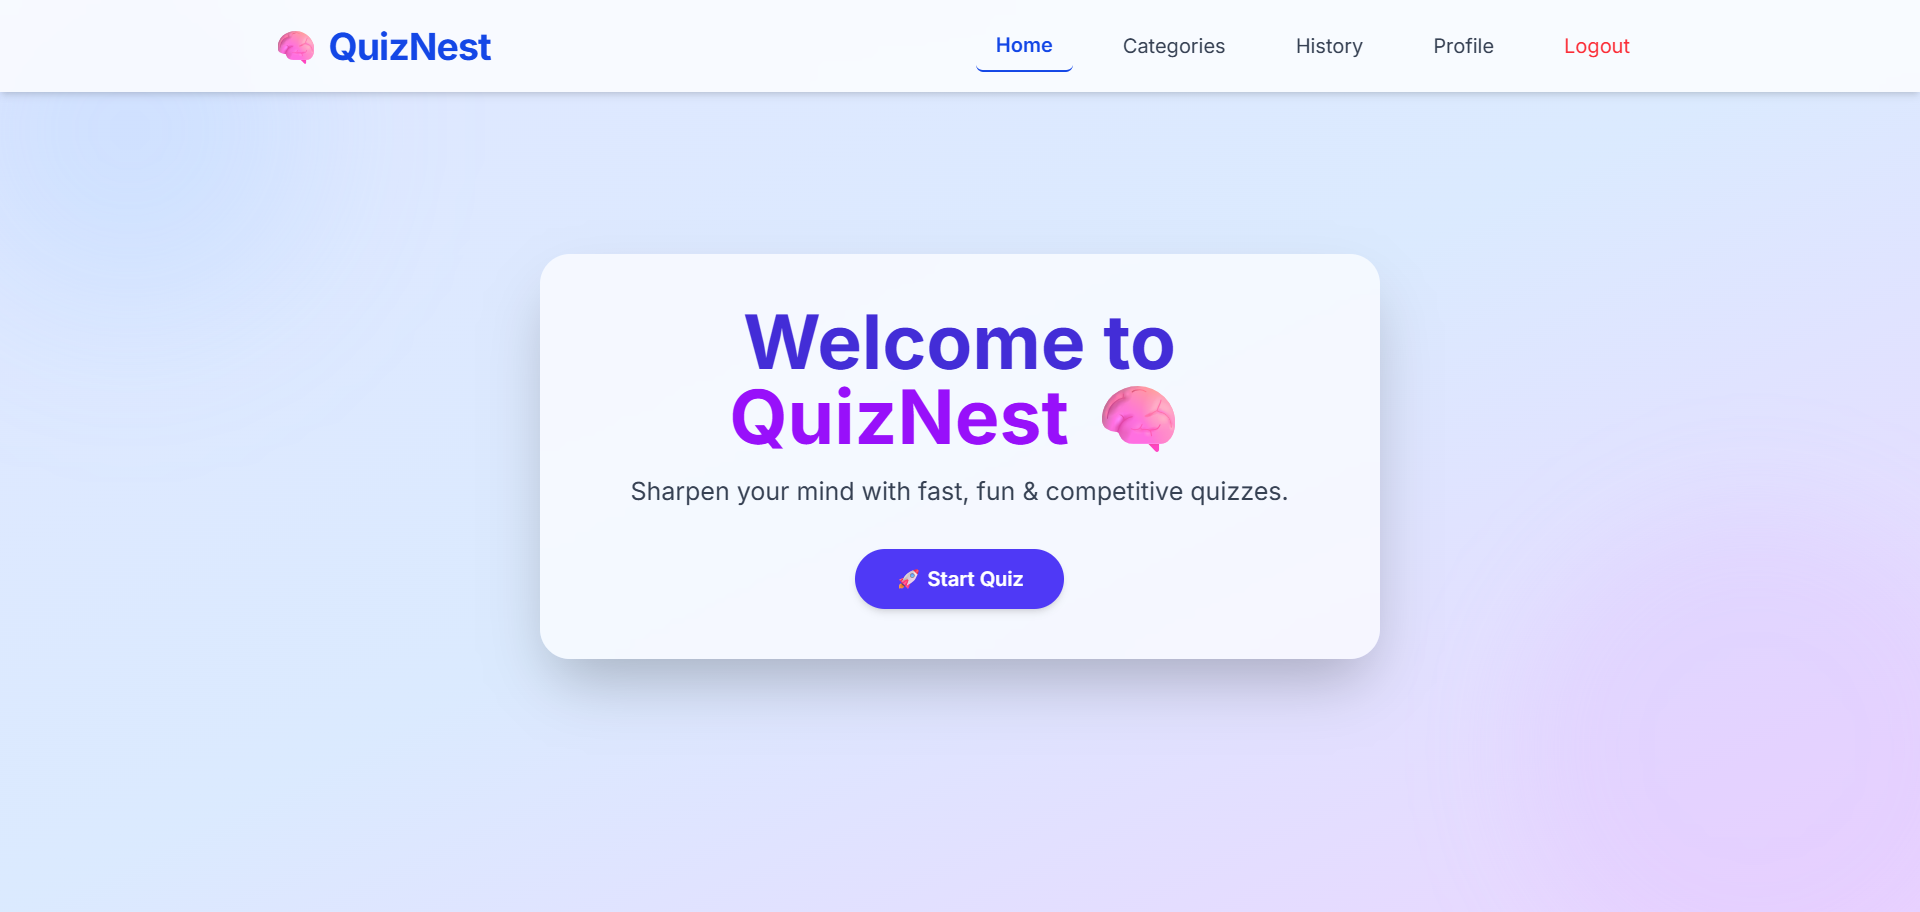 🧠 QuizNest
Home
Categories
History
Profile
Logout
Welcome to
QuizNest 🧠
Sharpen your mind with fast, fun & competitive quizzes.
🚀 Start Quiz